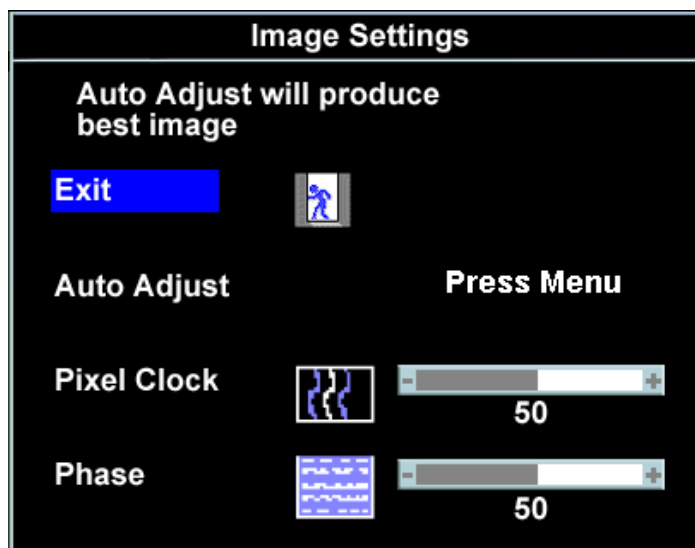 Image Settings
Auto Adjust will produce
best image
Exit
Auto Adjust Press Menu
Pixel Clock - +
50
Phase - +
50